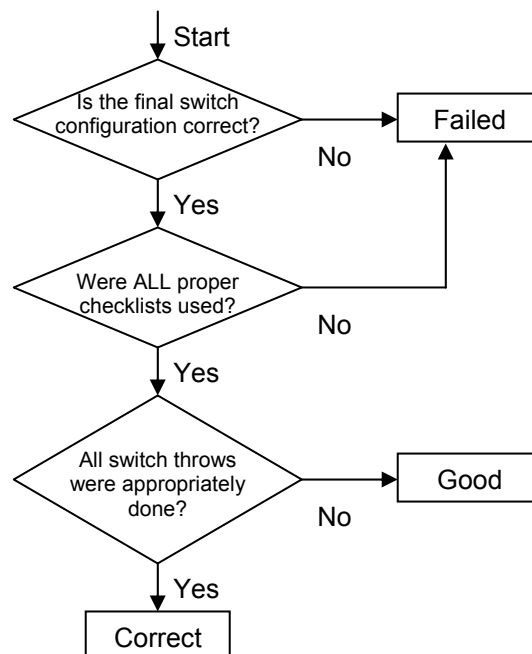 Start
Is the final switch
configuration correct?
Failed
No
Yes
Were ALL proper
checklists used?
No
Yes
All switch throws
were appropriately
done?
Good
No
Yes
Correct